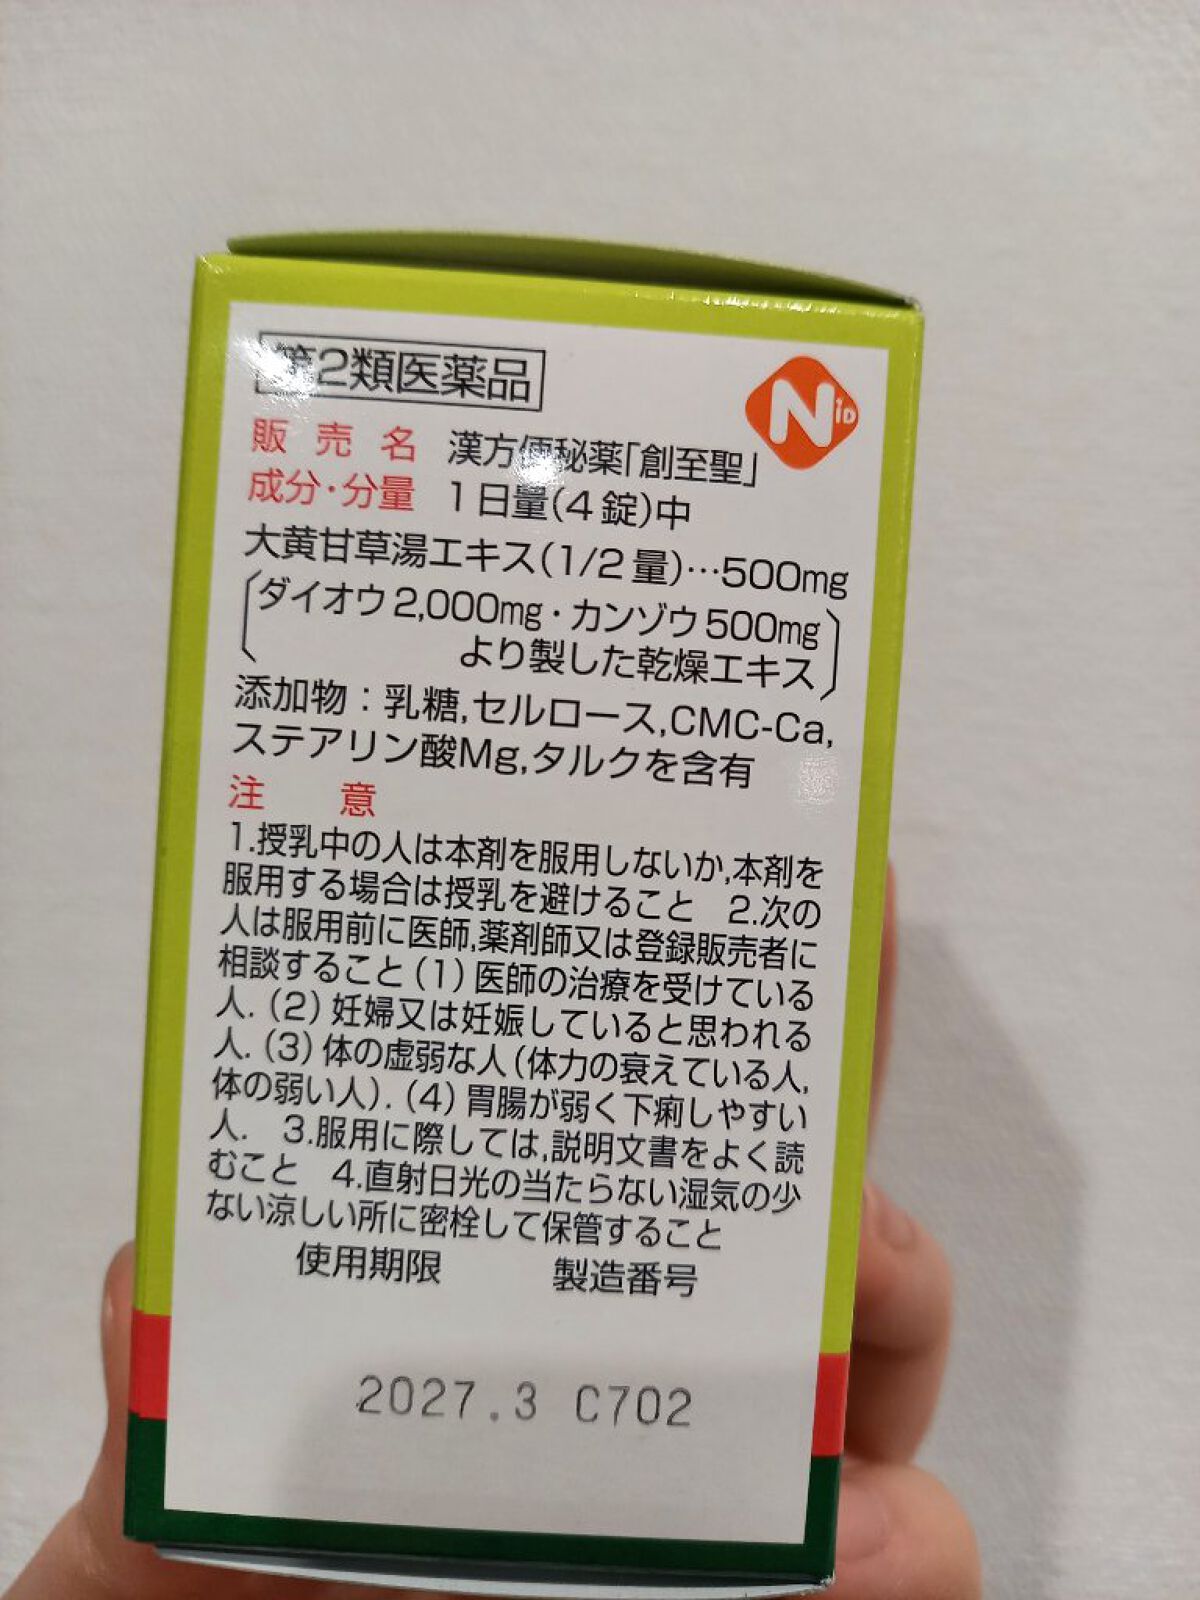 第2類医薬品
N iD
販売名 漢方便秘薬「創至聖」
成分・分量 1日量(4錠)中
大黄甘草湯エキス(1/2量)…500mg
ダイオウ2,000mg・カンゾウ500mg
より製した乾燥エキス
添加物:乳糖,セルロース,CMC-Ca,
ステアリン酸Mg,タルクを含有
注意
1.授乳中の人は本剤を服用しないか,本剤を
服用する場合は授乳を避けること 2.次の
人は服用前に医師,薬剤師又は登録販売者に
相談すること(1)医師の治療を受けている
人.(2)妊婦又は妊娠していると思われる
人.(3)体の虚弱な人(体力の衰えている人,
体の弱い人).(4)胃腸が弱く下痢しやすい
人. 3.服用に際しては,説明文書をよく読
むこと 4.直射日光の当たらない湿気の少
ない涼しい所に密栓して保管すること
使用期限 製造番号
2027.3 C702